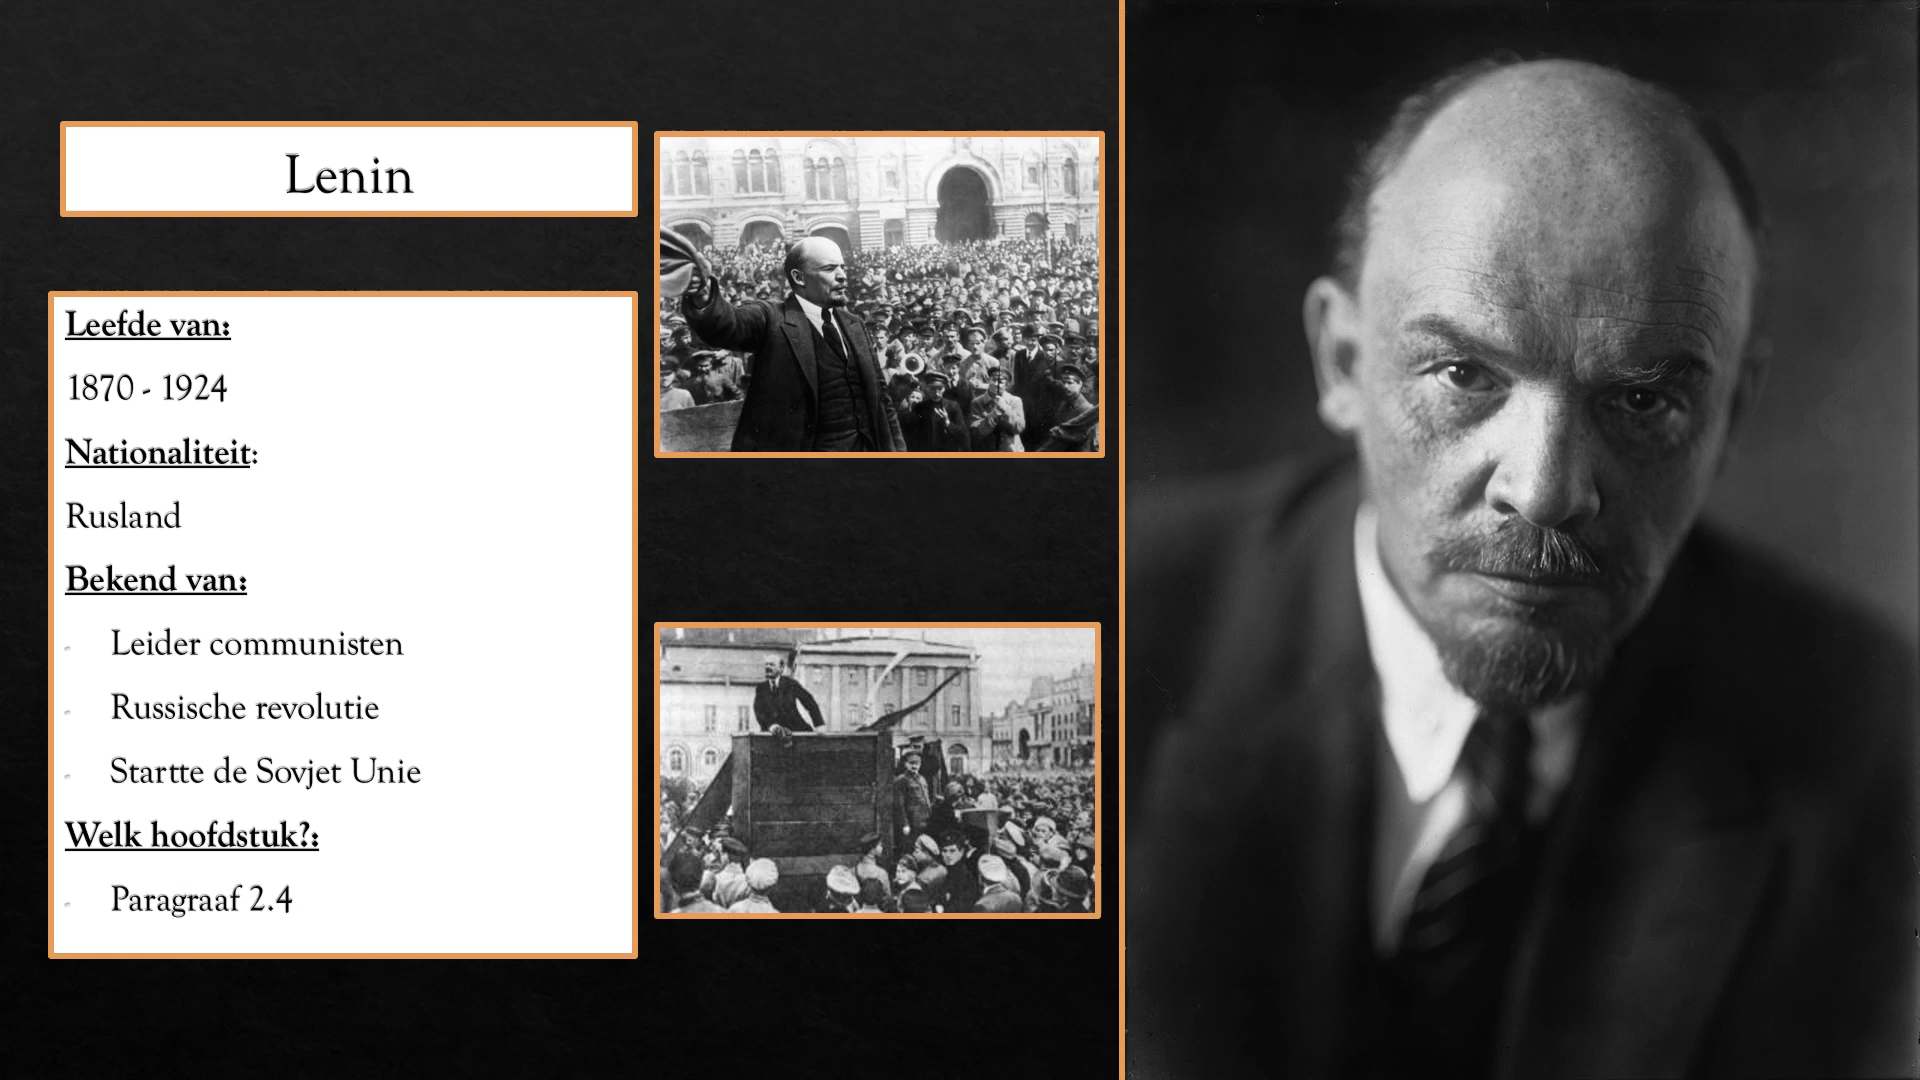 Lenin
Leefde van:
1870 - 1924
Nationaliteit:
Rusland
Bekend van:
- Leider communisten
- Russische revolutie
- Startte de Sovjet Unie
Welk hoofdstuk?:
- Paragraaf 2.4